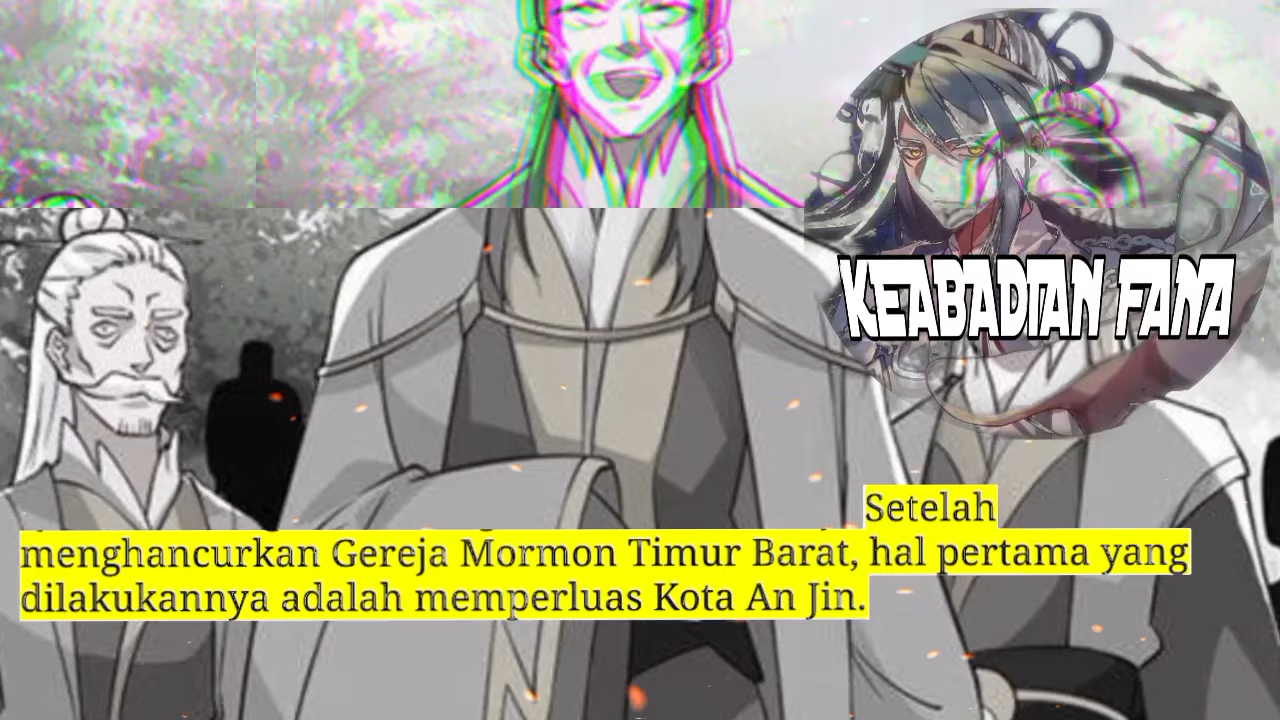 KEABADIAN FANA
Setelah
menghancurkan Gereja Mormon Timur Barat, hal pertama yang
dilakukannya adalah memperluas Kota An Jin.